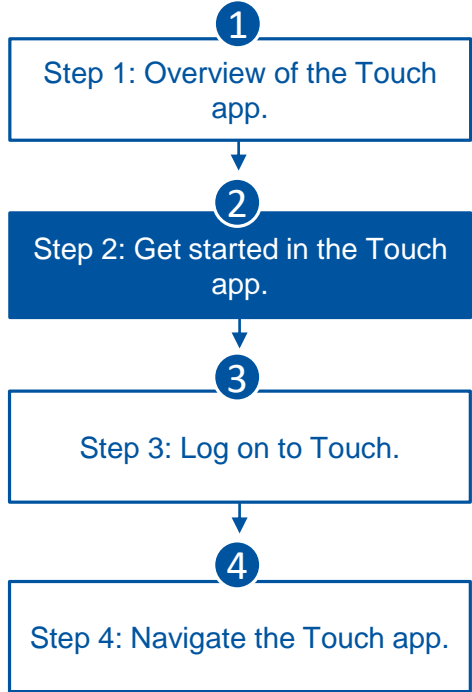 1
Step 1: Overview of the Touch
app.
2
Step 2: Get started in the Touch
app.
3
Step 3: Log on to Touch.
4
Step 4: Navigate the Touch app.